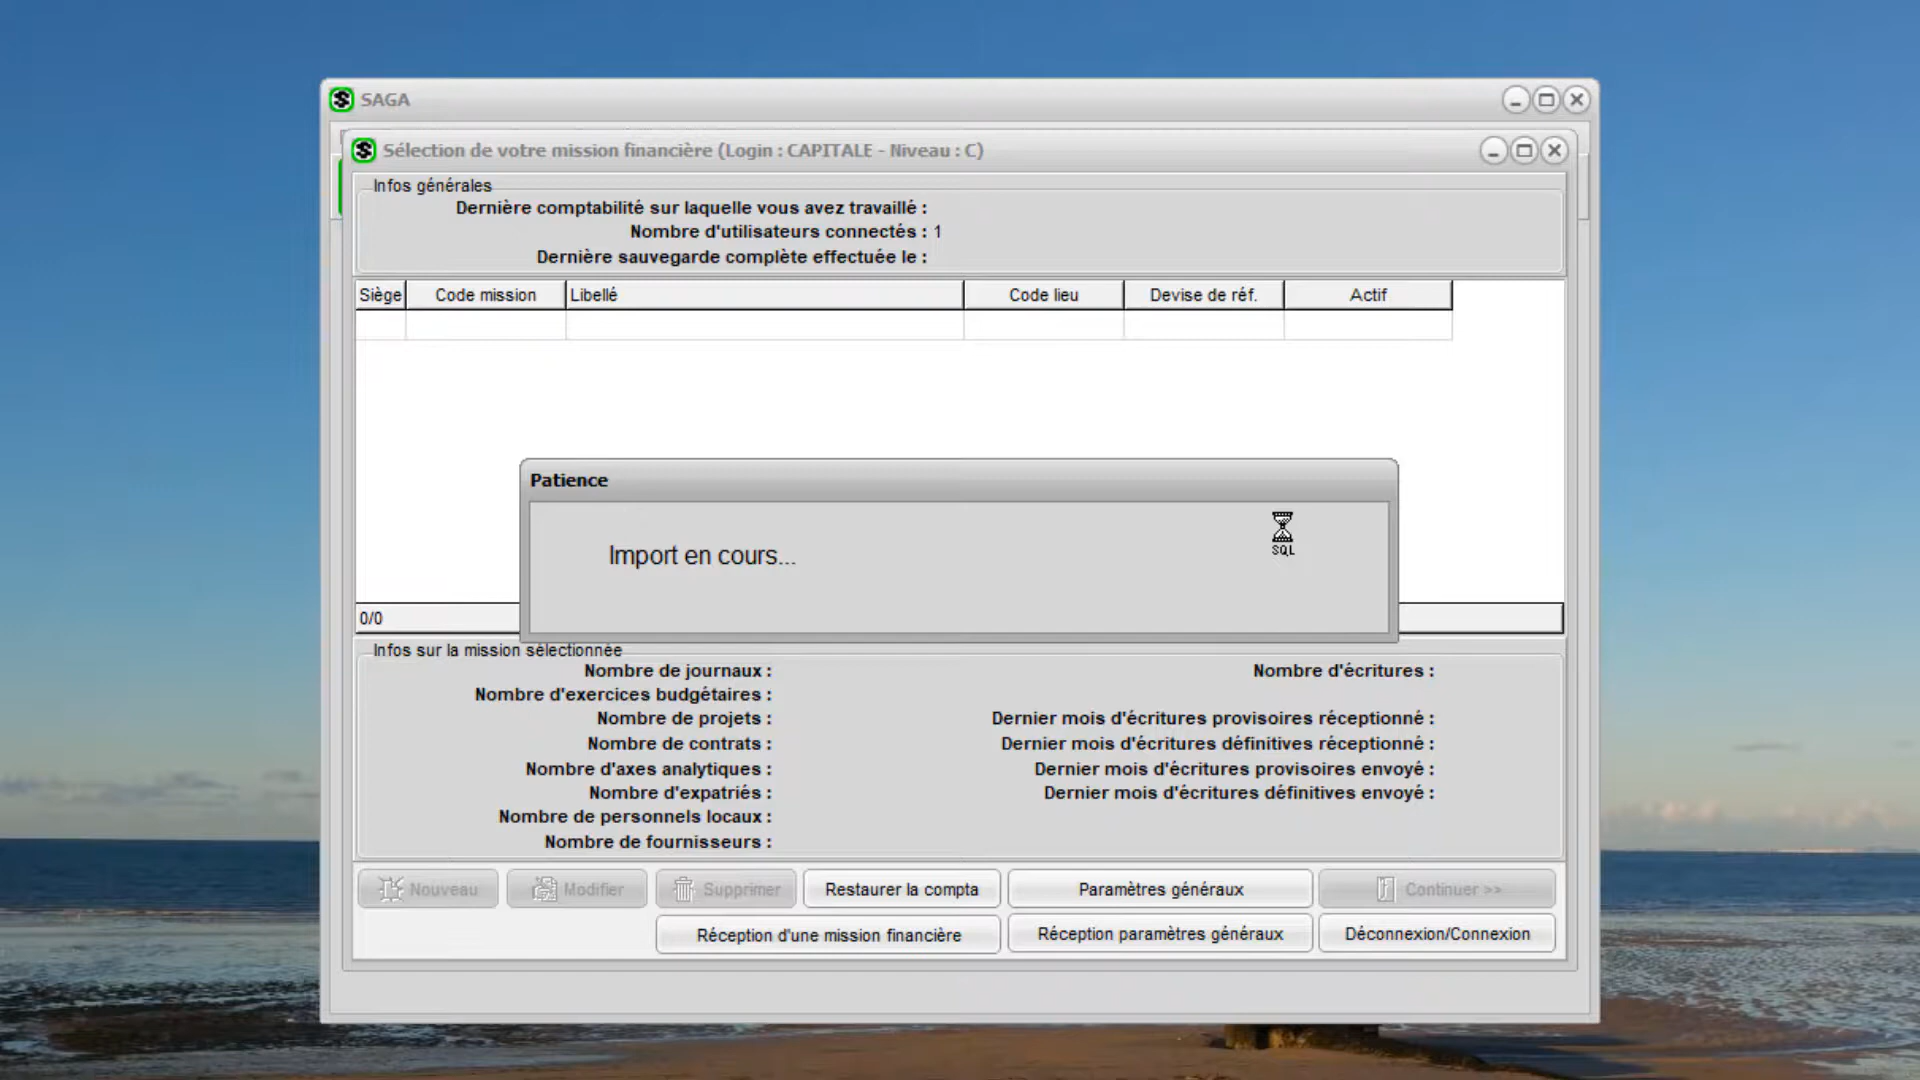 SAGA
Sélection de votre mission financière (Login : CAPITALE - Niveau : C)
Infos générales
Dernière comptabilité sur laquelle vous avez travaillé :
Nombre d'utilisateurs connectés : 1
Dernière sauvegarde complète effectuée le :
Siège Code mission Libellé Code lieu Devise de réf. Actif
Patience
Import en cours...
SQL
0/0
Infos sur la mission sélectionnée
Nombre de journaux : Nombre d'écritures :
Nombre d'exercices budgétaires :
Nombre de projets : Dernier mois d'écritures provisoires réceptionné :
Nombre de contrats : Dernier mois d'écritures définitives réceptionné :
Nombre d'axes analytiques : Dernier mois d'écritures provisoires envoyé :
Nombre d'expatriés : Dernier mois d'écritures définitives envoyé :
Nombre de personnels locaux :
Nombre de fournisseurs :
Nouveau Modifier Supprimer Restaurer la compta Paramètres généraux Continuer >>
Réception d'une mission financière Réception paramètres généraux Déconnexion/Connexion